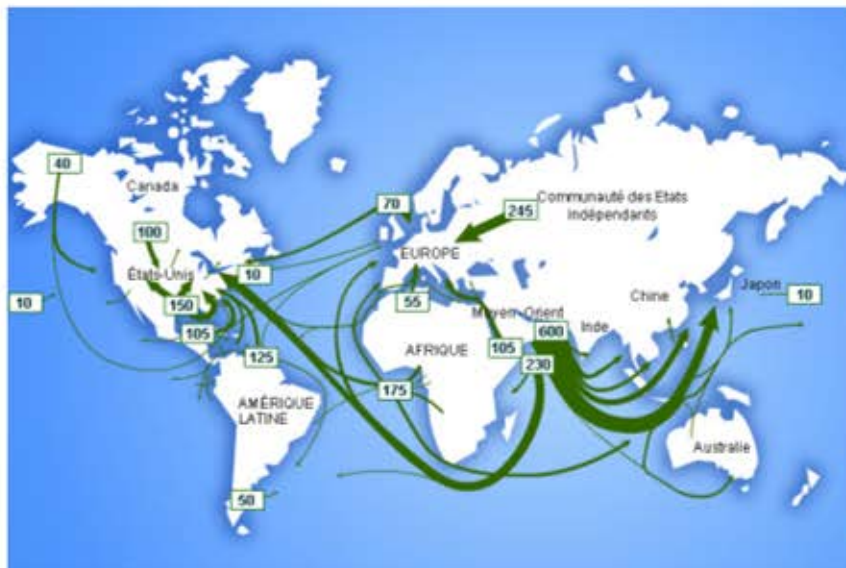 40
Canada
70
245
Communauté des Etats
Indépendants
100
EUROPE
États-Unis
10
10
150
55
Moyen-Orient
Chine
Japon
10
105
600
Inde
125
AFRIQUE
105
230
175
AMÉRIQUE
LATINE
Australie
50